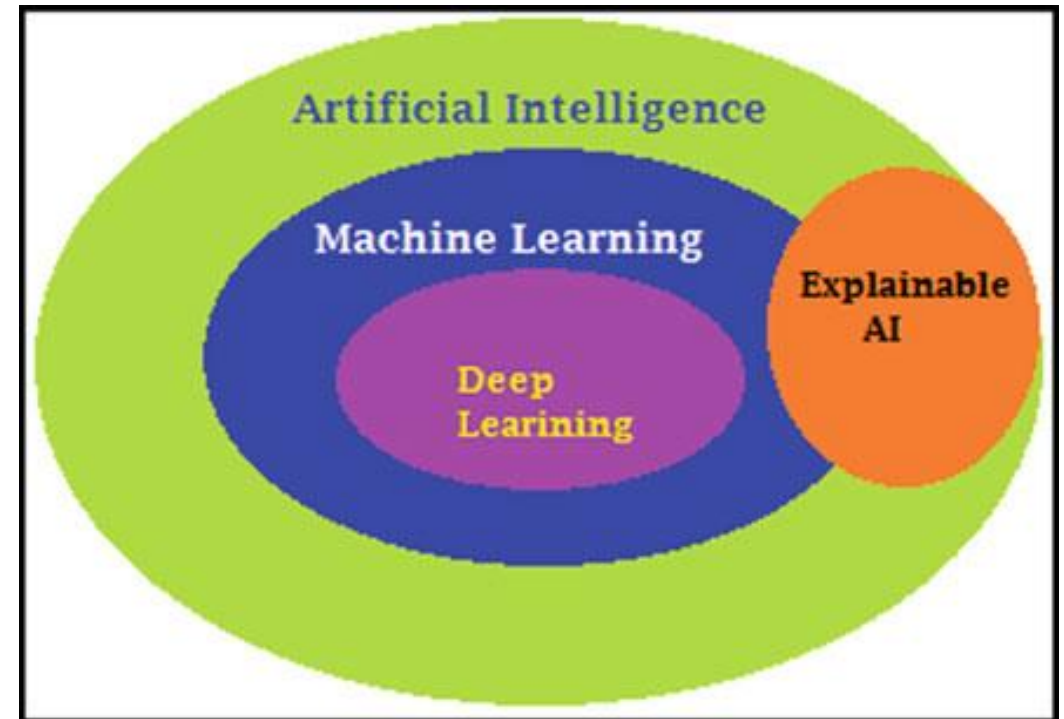 Artificial Intelligence
Machine Learning
Explainable
AI
Deep
Learining